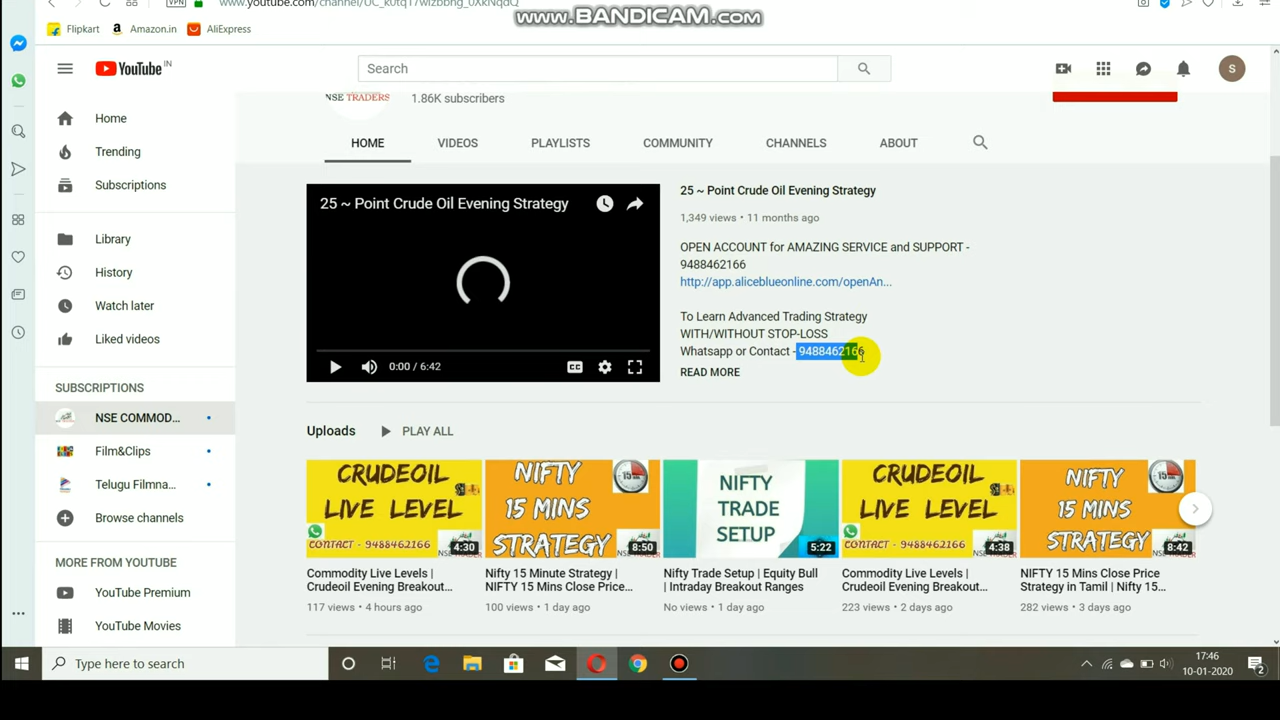 www.BANDICAM.com
VPN
www.youtube.com/channel/UC_k0tq17wizbbhg_0XkNqdQ
Flipkart
Amazon.in
AliExpress
YouTube IN
Search
S
NSE TRADERS
1.86K subscribers
HOME
VIDEOS
PLAYLISTS
COMMUNITY
CHANNELS
ABOUT
Home
Trending
Subscriptions
Library
History
Watch later
Liked videos
SUBSCRIPTIONS
NSE COMMOD...
Film&Clips
Telugu Filmna...
Browse channels
MORE FROM YOUTUBE
YouTube Premium
YouTube Movies
25 ~ Point Crude Oil Evening Strategy
0:00 / 6:42
25 ~ Point Crude Oil Evening Strategy
1,349 views • 11 months ago
OPEN ACCOUNT for AMAZING SERVICE and SUPPORT -
9488462166
http://app.aliceblueonline.com/openAn...
To Learn Advanced Trading Strategy
WITH/WITHOUT STOP-LOSS
Whatsapp or Contact - 9488462166
READ MORE
Uploads
PLAY ALL
CRUDEOIL
LIVE LEVEL
CONTACT - 9488462166
4:30
Commodity Live Levels |
Crudeoil Evening Breakout...
117 views • 4 hours ago
NIFTY
15 MINS
STRATEGY
15
8:50
Nifty 15 Minute Strategy |
NIFTY 15 Mins Close Price...
100 views • 1 day ago
NIFTY
TRADE
SETUP
5:22
Nifty Trade Setup | Equity Bull
| Intraday Breakout Ranges
No views • 1 day ago
CRUDEOIL
LIVE LEVEL
CONTACT - 9488462166
4:38
Commodity Live Levels |
Crudeoil Evening Breakout...
223 views • 2 days ago
NIFTY
15 MINS
STRATEGY
15
8:42
NIFTY 15 Mins Close Price
Strategy in Tamil | Nifty 15...
282 views • 3 days ago
Type here to search
17:46
10-01-2020
2